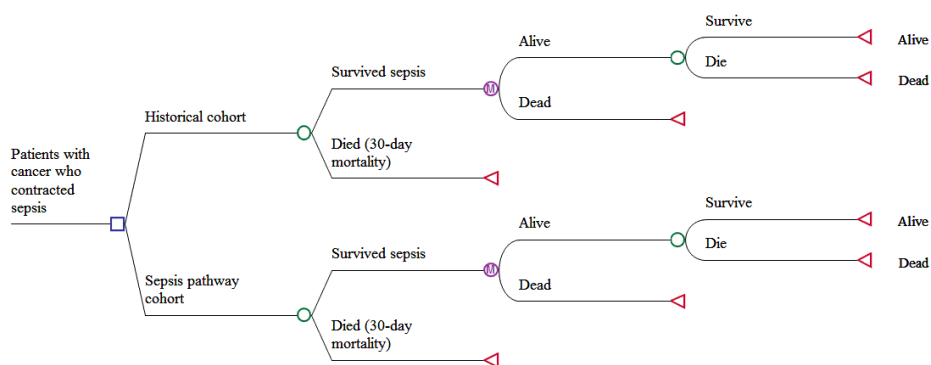 Survive
Alive
Alive
Die
Survived sepsis
Dead
Dead
Historical cohort
M
Died (30-day
mortality)
Patients with
cancer who
contracted
sepsis
Survive
Alive
Alive
Die
Survived sepsis
Dead
Sepsis pathway
cohort
M
Dead
Died (30-day
mortality)